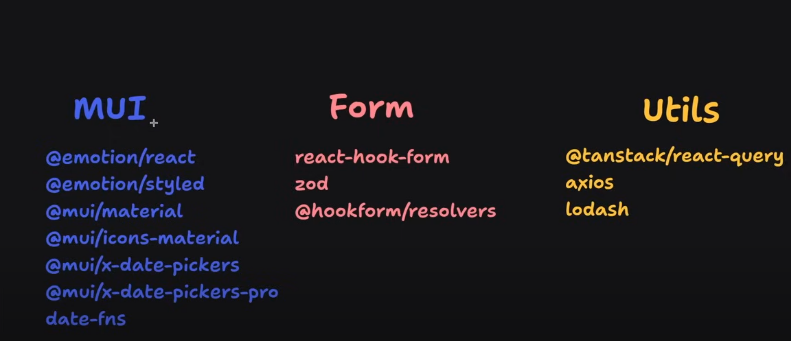 MUI
@emotion/react
@emotion/styled
@mui/material
@mui/icons-material
@mui/x-date-pickers
@mui/x-date-pickers-pro
date-fns
Form
react-hook-form
zod
@hookform/resolvers
Utils
@tanstack/react-query
axios
lodash